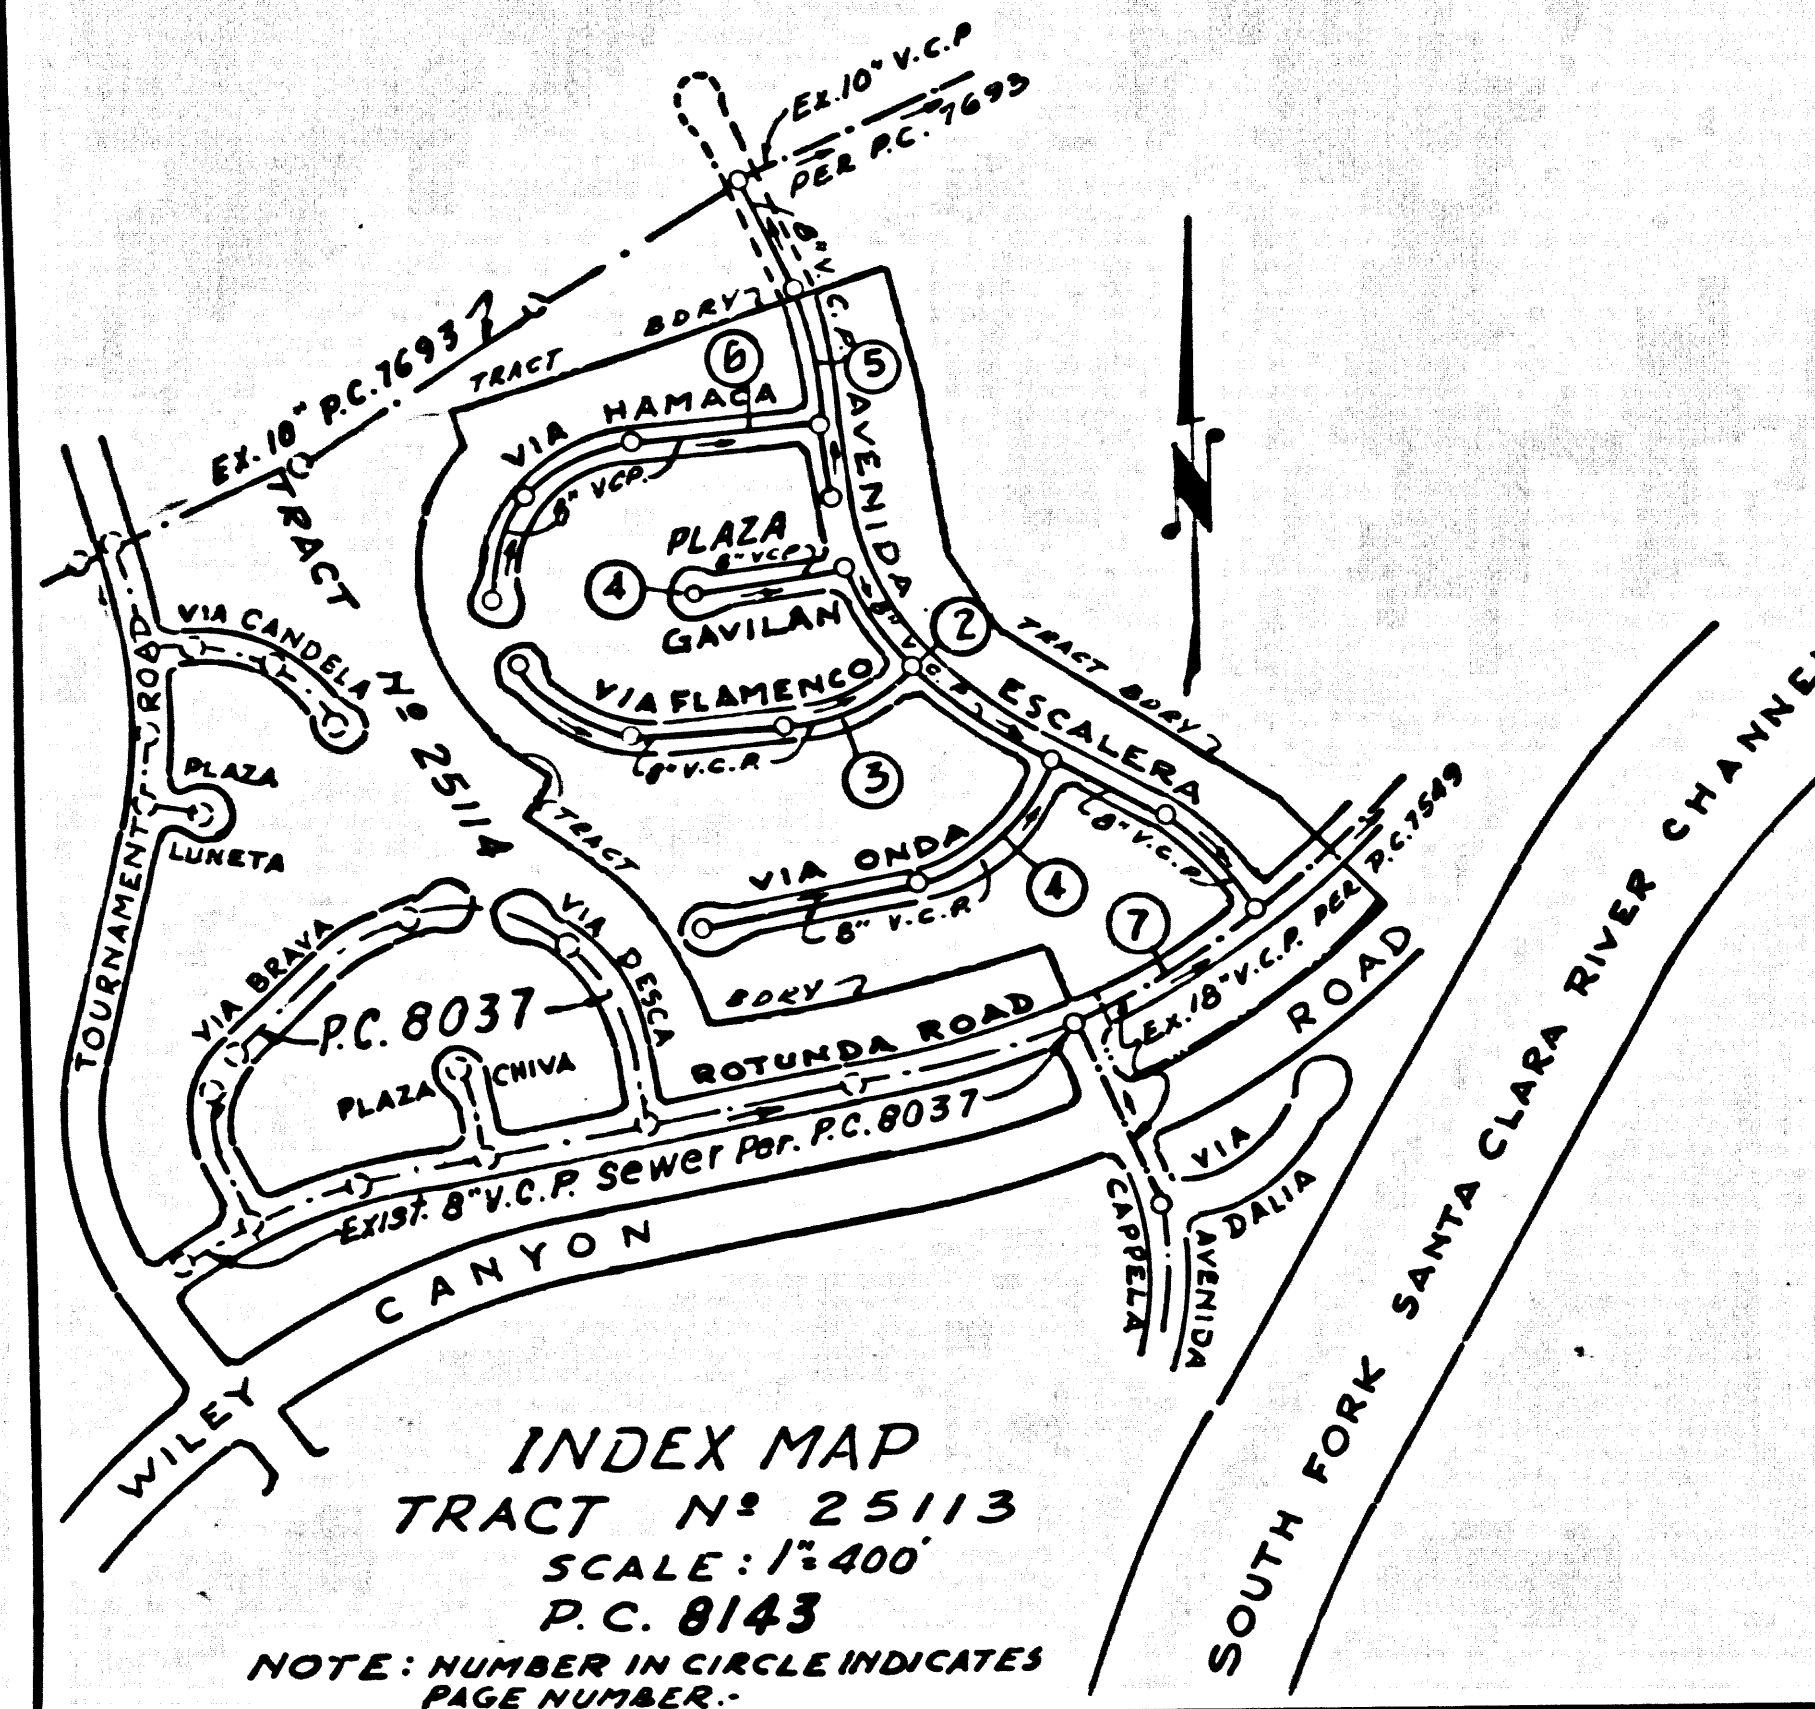 Ex. 10" V.C.P
PER P.C. 7693
8" V.C.P.
EX. 10" P.C. 7693
TRACT BDRY
6
5
VIA HAMACA
8" VCP.
AVENIDA
TRACT
PLAZA
8" V.C.P.
4
GAVILAN
2
8" V.C.P.
TRACT BDRY
N
VIA CANDELA
ROAD
Nº 25114
VIA FLAMENCO
ESCALERA
8" V.C.P.
3
PLAZA
LUNETA
TRACT
VIA ONDA
8" V.C.P.
4
8" V.C.P.
7
P.C. 7549
Ex. 18" V.C.P. PER
TOURNAMENT
VIA BRAVA
VIA PESCA
BDRY
P.C. 8037
PLAZA CHIVA
ROTUNDA ROAD
ROAD
Exist. 8" V.C.P. Sewer Per. P.C. 8037
CANYON
VIA
DALIA
CAPPELA
AVENIDA
WILEY
SOUTH FORK SANTA CLARA RIVER CHANNE
INDEX MAP
TRACT Nº 25113
SCALE: 1"=400'
P.C. 8143
NOTE: NUMBER IN CIRCLE INDICATES
PAGE NUMBER.-